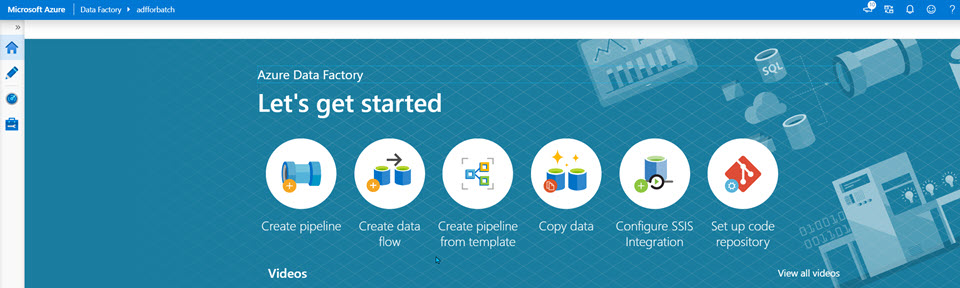 Microsoft Azure Data Factory adfforbatch 10 ?
»
SQL
Azure Data Factory
Let's get started
Create pipeline
Create data
flow
Create pipeline
from template
Copy data
Configure SSIS
Integration
Set up code
repository
Videos
View all videos